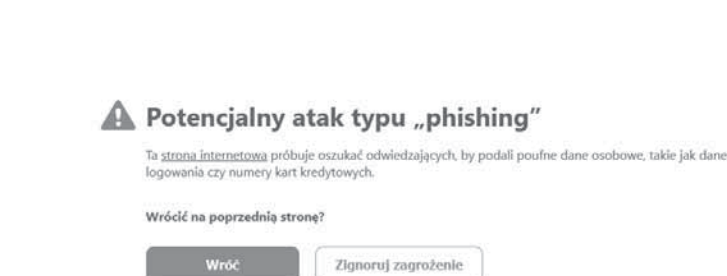 Potencjalny atak typu „phishing”
Ta strona internetowa próbuje oszukać odwiedzających, by podali poufne dane osobowe, takie jak dane
logowania czy numery kart kredytowych.
Wrócić na poprzednią stronę?
Wróć
Zignoruj zagrożenie